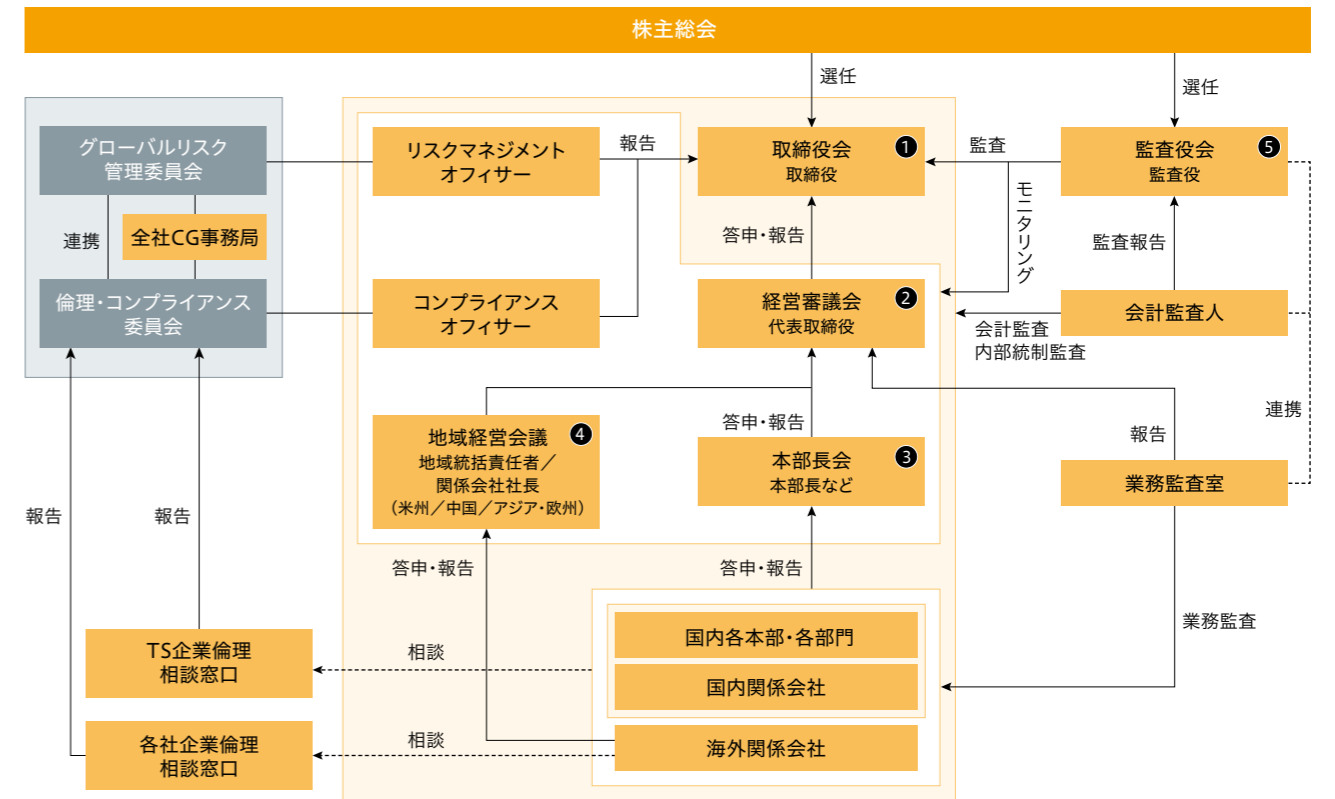 株主総会
選任
選任
グローバルリスク
管理委員会
リスクマネジメント
オフィサー
報告
取締役会
取締役
❶
監査
監査役会
監査役
❺
モニタリング
連携
全社CG事務局
答申・報告
監査報告
倫理・コンプライアンス
委員会
コンプライアンス
オフィサー
経営審議会
代表取締役
❷
会計監査人
会計監査
内部統制監査
連携
地域経営会議
地域統括責任者／
関係会社社長
（米州／中国／アジア・欧州）
❹
答申・報告
本部長会
本部長など
❸
報告
業務監査室
報告
報告
答申・報告
答申・報告
業務監査
TS企業倫理
相談窓口
相談
国内各本部・各部門
国内関係会社
各社企業倫理
相談窓口
相談
海外関係会社